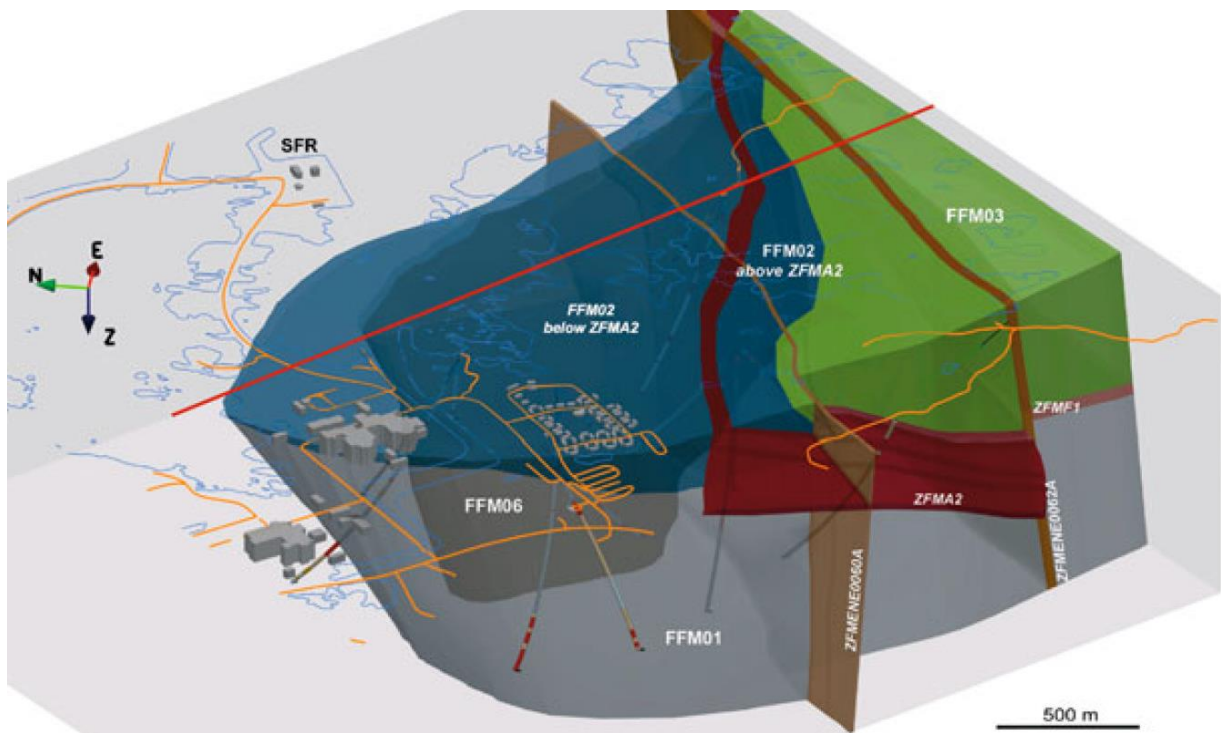 SFR
E
N
Z
FFM03
FFM02
above ZFMA2
FFM02
below ZFMA2
ZFMF1
FFM06
ZFMA2
ZFMENE0062A
ZFMENE0060A
FFM01
500 m